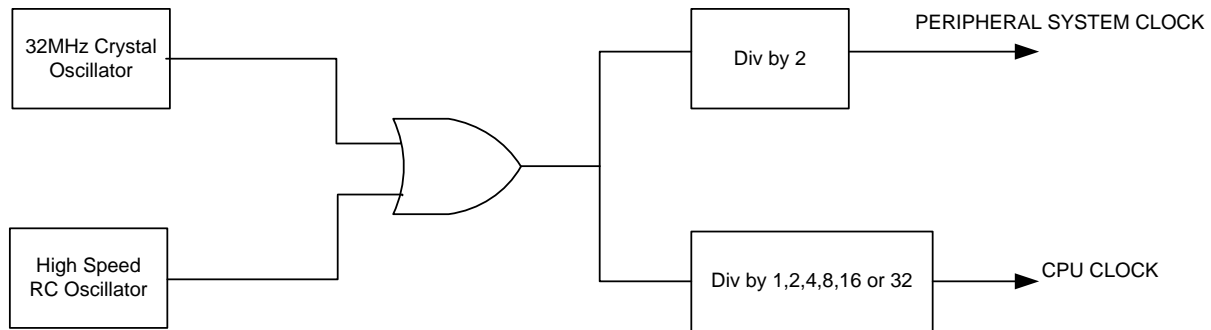 32MHz Crystal
Oscillator
High Speed
RC Oscillator
Div by 2
PERIPHERAL SYSTEM CLOCK
Div by 1,2,4,8,16 or 32
CPU CLOCK